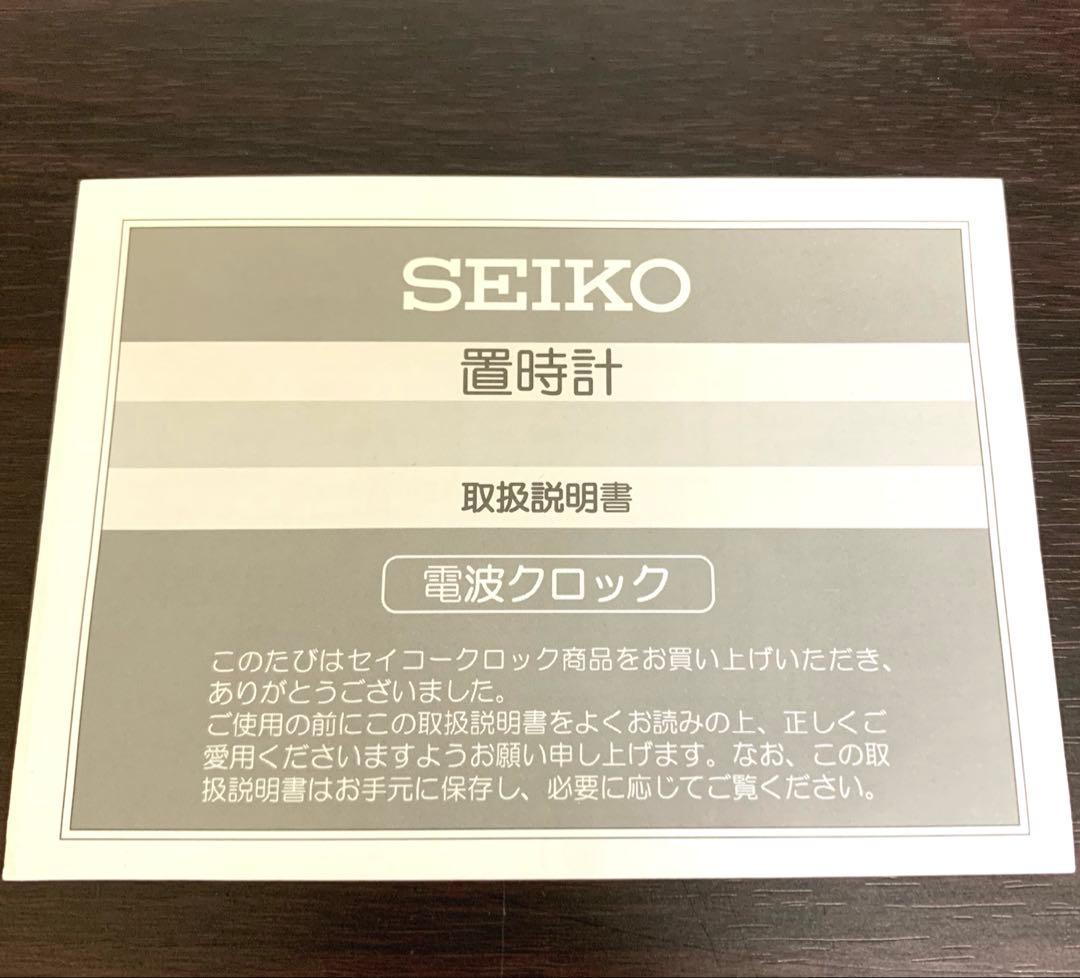 SEIKO
置時計
取扱説明書
電波クロック
このたびはセイコークロック商品をお買い上げいただき、
ありがとうございました。
ご使用の前にこの取扱説明書をよくお読みの上、正しくご
愛用くださいますようお願い申し上げます。なお、この取
扱説明書はお手元に保存し、必要に応じてご覧ください。